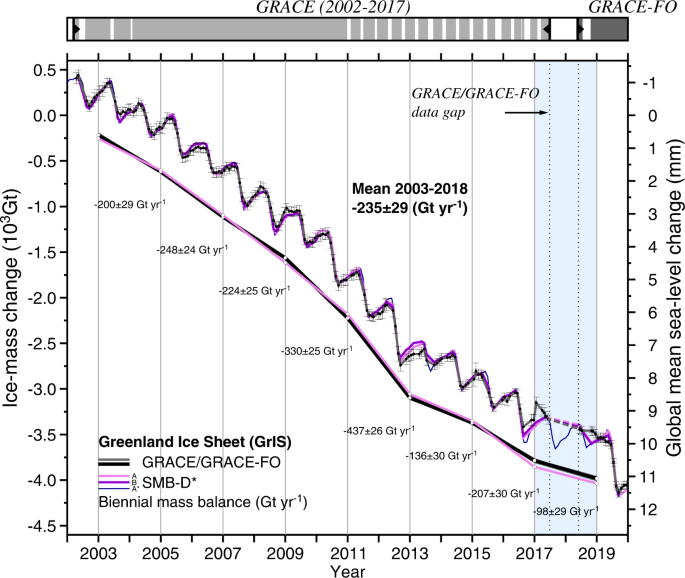 GRACE (2002-2017) GRACE-FO
0.5
0.0
-0.5
-1.0
-1.5
-2.0
-2.5
-3.0
-3.5
-4.0
-4.5
Ice-mass change (10³Gt)
GRACE/GRACE-FO
data gap
Mean 2003-2018
-235±29 (Gt yr⁻¹)
-200±29 Gt yr⁻¹
-248±24 Gt yr⁻¹
-224±25 Gt yr⁻¹
-330±25 Gt yr⁻¹
-437±26 Gt yr⁻¹
-136±30 Gt yr⁻¹
-207±30 Gt yr⁻¹
-98±29 Gt yr⁻¹
Greenland Ice Sheet (GrIS)
GRACE/GRACE-FO
A
B SMB-D*
A*
Biennial mass balance (Gt yr⁻¹)
-1
0
1
2
3
4
5
6
7
8
9
10
11
12
Global mean sea-level change (mm)
2003 2005 2007 2009 2011 2013 2015 2017 2019
Year